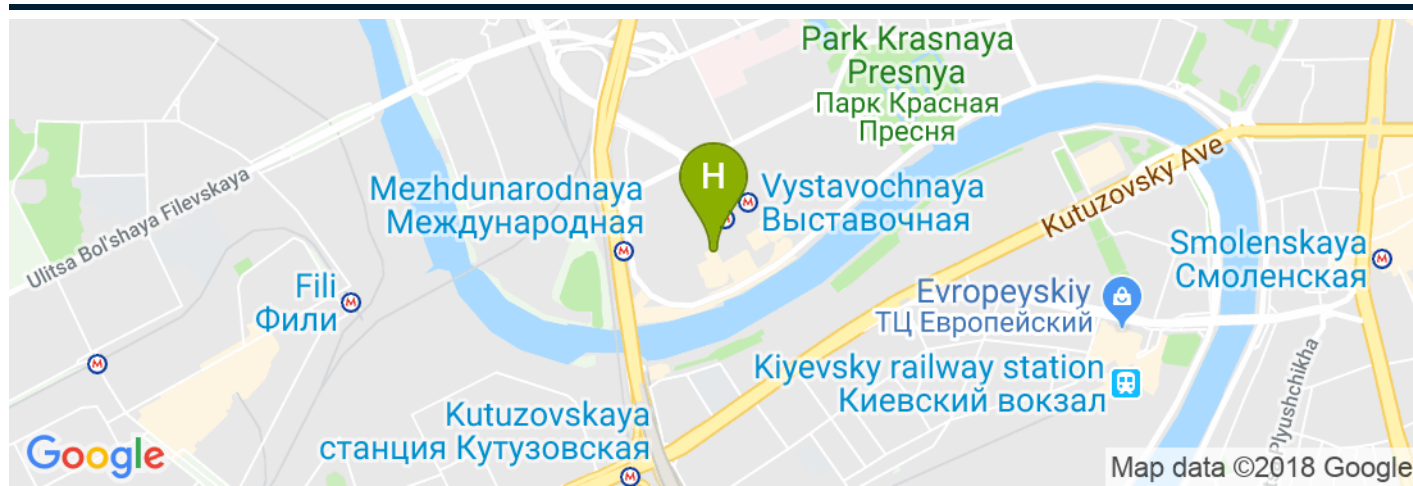 Park Krasnaya
Presnya
Парк Красная
Пресня
Kutuzovsky Ave
Ulitsa Bol'shaya Filevskaya
H
Mezhdunarodnaya
Международная
Vystavochnaya
Выставочная
M
M
M
Smolenskaya
Смоленская
M
Fili
Фили
M
Evropeyskiy
ТЦ Европейский
M
Kiyevsky railway station
Киевский вокзал
Kutuzovskaya
станция Кутузовская
M
Plyushchikha
Google
Map data ©2018 Google